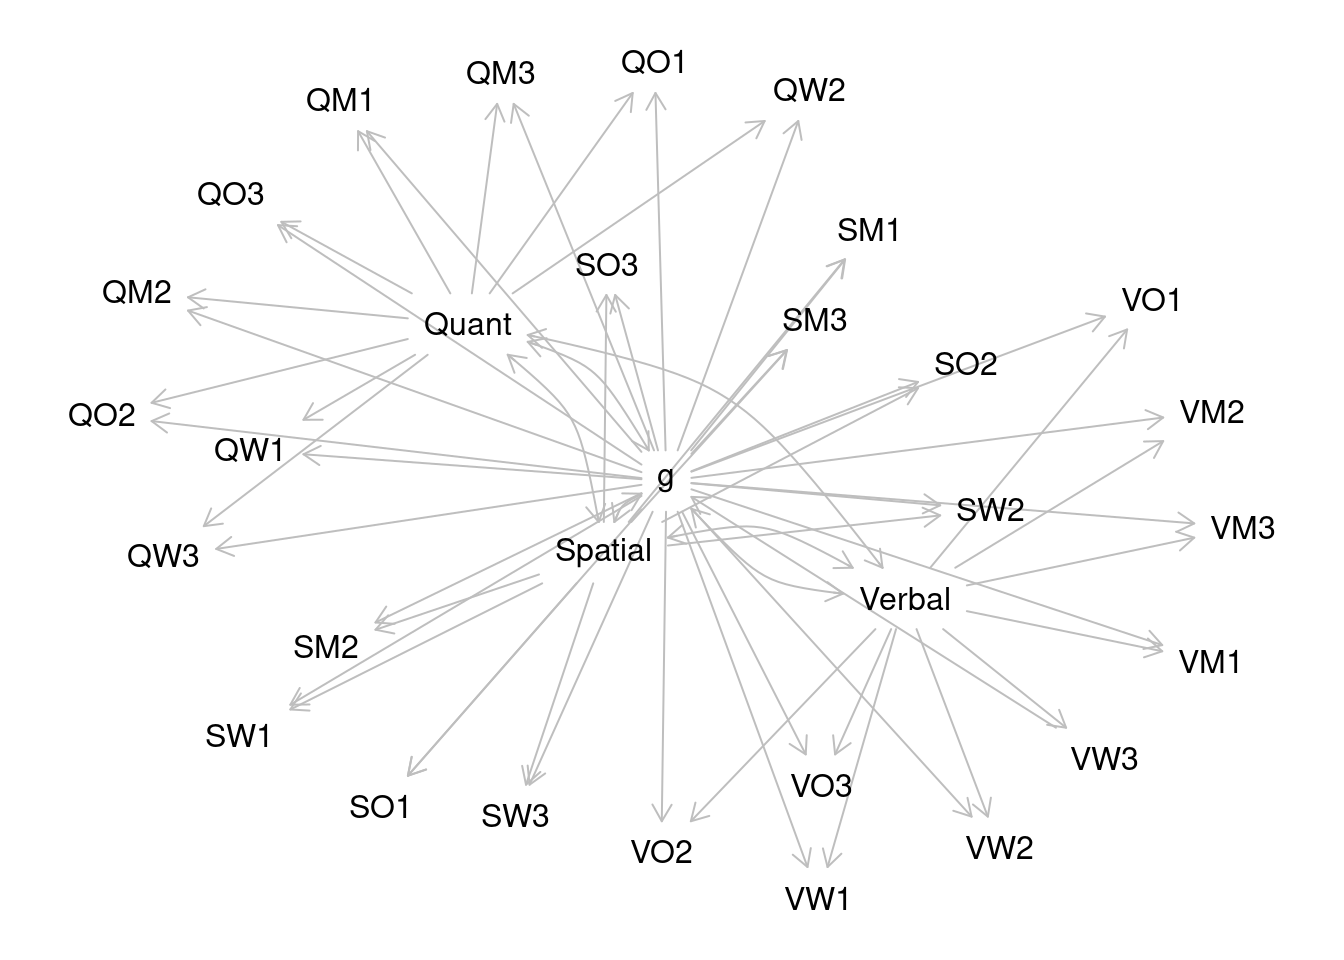 QO1
QM3
QW2
QM1
QO3
SM1
SO3
QM2
VO1
SM3
Quant
SO2
VM2
QO2
QW1
g
SW2
VM3
Spatial
QW3
Verbal
SM2
VM1
SW1
VW3
VO3
SO1
SW3
VW2
VO2
VW1